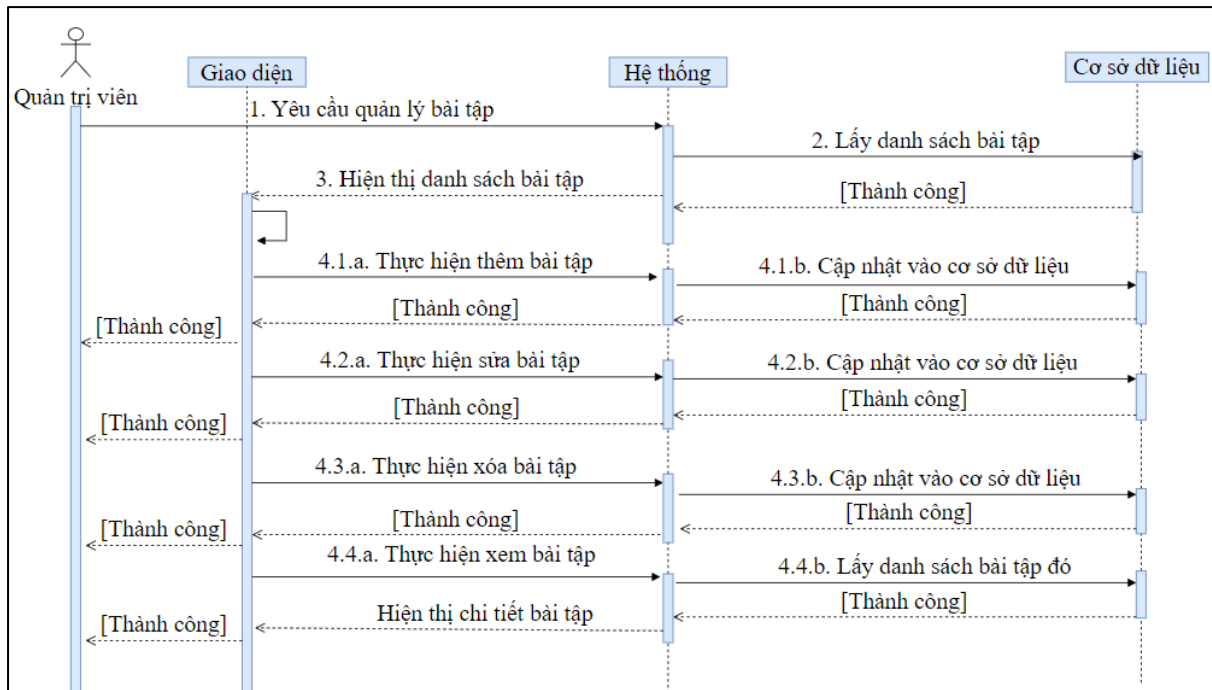 Quản trị viên
Giao diện
Hệ thống
Cơ sở dữ liệu
1. Yêu cầu quản lý bài tập
2. Lấy danh sách bài tập
3. Hiện thị danh sách bài tập
[Thành công]
4.1.a. Thực hiện thêm bài tập
4.1.b. Cập nhật vào cơ sở dữ liệu
[Thành công]
[Thành công]
[Thành công]
4.2.a. Thực hiện sửa bài tập
4.2.b. Cập nhật vào cơ sở dữ liệu
[Thành công]
[Thành công]
[Thành công]
4.3.a. Thực hiện xóa bài tập
4.3.b. Cập nhật vào cơ sở dữ liệu
[Thành công]
[Thành công]
[Thành công]
4.4.a. Thực hiện xem bài tập
4.4.b. Lấy danh sách bài tập đó
[Thành công]
Hiện thị chi tiết bài tập
[Thành công]